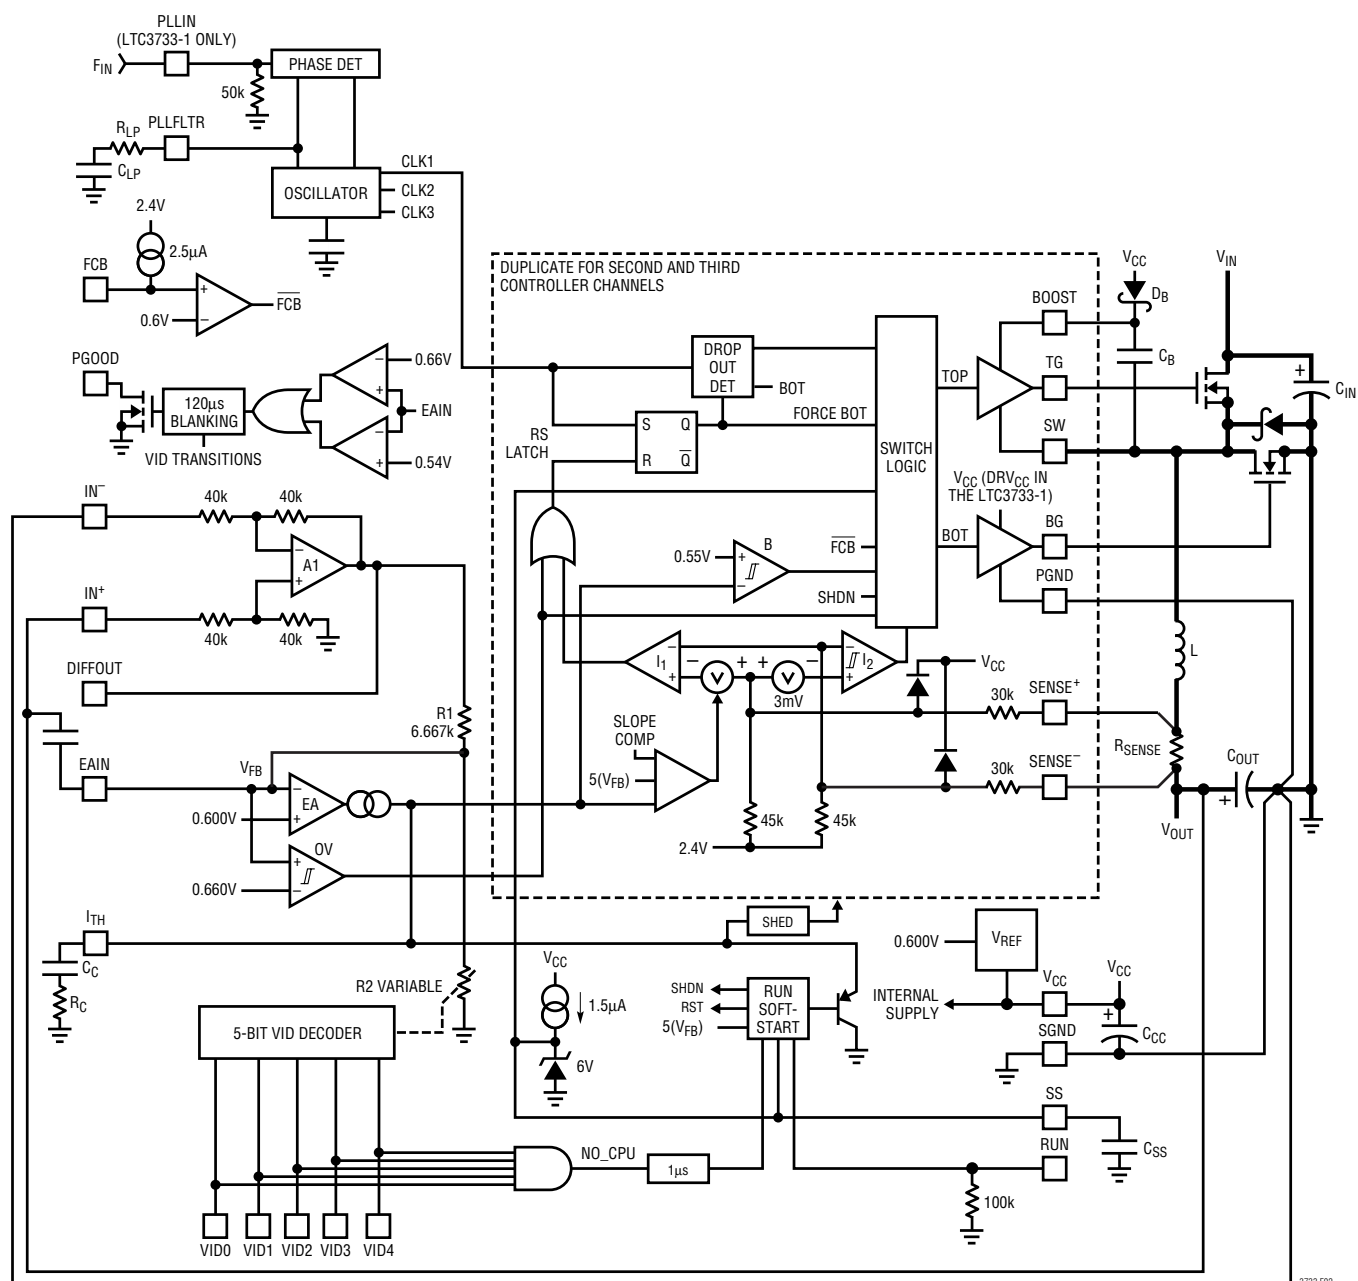 PLLIN
(LTC3733-1 ONLY)
FIN
PHASE DET
50k
RLP
PLLFLTR
CLP
OSCILLATOR
CLK1
CLK2
CLK3
2.4V
2.5µA
FCB
+
−
0.6V
FCB
PGOOD
120µs
BLANKING
VID TRANSITIONS
−
+
0.66V
EAIN
−
+
0.54V
DUPLICATE FOR SECOND AND THIRD
CONTROLLER CHANNELS
RS
LATCH
S Q
R Q
DROP
OUT
DET
BOT
FORCE BOT
SWITCH
LOGIC
TOP
BOT
BOOST
TG
SW
VCC (DRVCC IN
THE LTC3733-1)
BG
PGND
VCC
DB
CB
VIN
+
CIN
IN−
40k
40k
−
A1
+
IN+
40k
40k
DIFFOUT
R1
6.667k
B
0.55V
+
−
FCB
SHDN
I1
−
+
−
+
+
−
3mV
−
+
I2
VCC
30k
SENSE+
30k
SENSE−
RSENSE
L
COUT
+
VOUT
SLOPE
COMP
5(VFB)
45k
45k
2.4V
EAIN
VFB
−
EA
+
0.600V
OV
+
−
0.660V
ITH
CC
RC
SHED
R2 VARIABLE
5-BIT VID DECODER
VCC
1.5µA
6V
SHDN
RST
5(VFB)
RUN
SOFT-
START
0.600V
VREF
INTERNAL
SUPPLY
VCC
VCC
+
CCC
SGND
SS
CSS
RUN
100k
NO_CPU
1µs
VID0
VID1
VID2
VID3
VID4